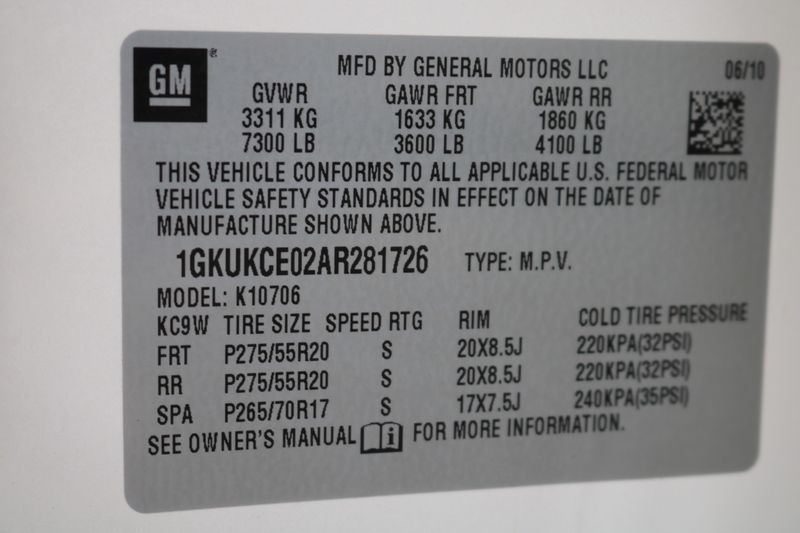 GM ®
MFD BY GENERAL MOTORS LLC 06/10
GVWR GAWR FRT GAWR RR
3311 KG 1633 KG 1860 KG
7300 LB 3600 LB 4100 LB
THIS VEHICLE CONFORMS TO ALL APPLICABLE U.S. FEDERAL MOTOR
VEHICLE SAFETY STANDARDS IN EFFECT ON THE DATE OF
MANUFACTURE SHOWN ABOVE.
1GKUKCE02AR281726 TYPE: M.P.V.
MODEL: K10706
KC9W TIRE SIZE SPEED RTG RIM COLD TIRE PRESSURE
FRT P275/55R20 S 20X8.5J 220KPA(32PSI)
RR P275/55R20 S 20X8.5J 220KPA(32PSI)
SPA P265/70R17 S 17X7.5J 240KPA(35PSI)
SEE OWNER'S MANUAL i FOR MORE INFORMATION.